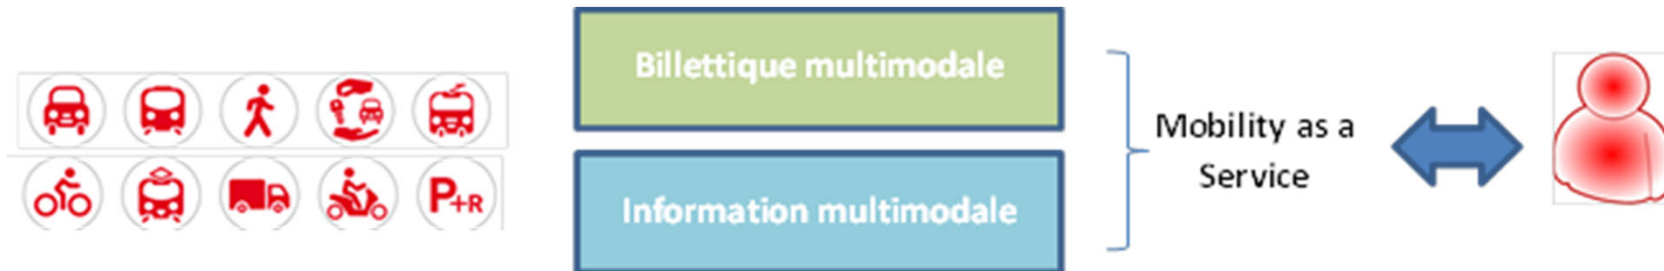 Billettique multimodale
Mobility as a
Service
P+R
Information multimodale